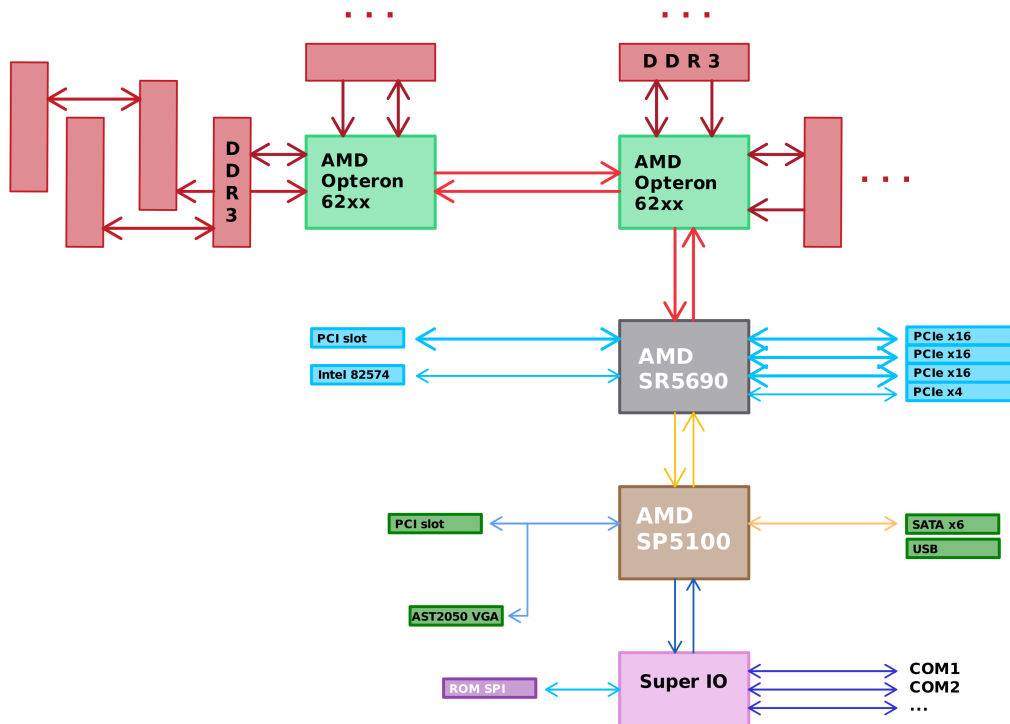 . . .
. . .
D D R 3
D
D
R
3
AMD
Opteron
62xx
AMD
Opteron
62xx
. . .
PCI slot
Intel 82574
AMD
SR5690
PCIe x16
PCIe x16
PCIe x16
PCIe x4
PCI slot
AMD
SP5100
SATA x6
USB
AST2050 VGA
ROM SPI
Super IO
COM1
COM2
...